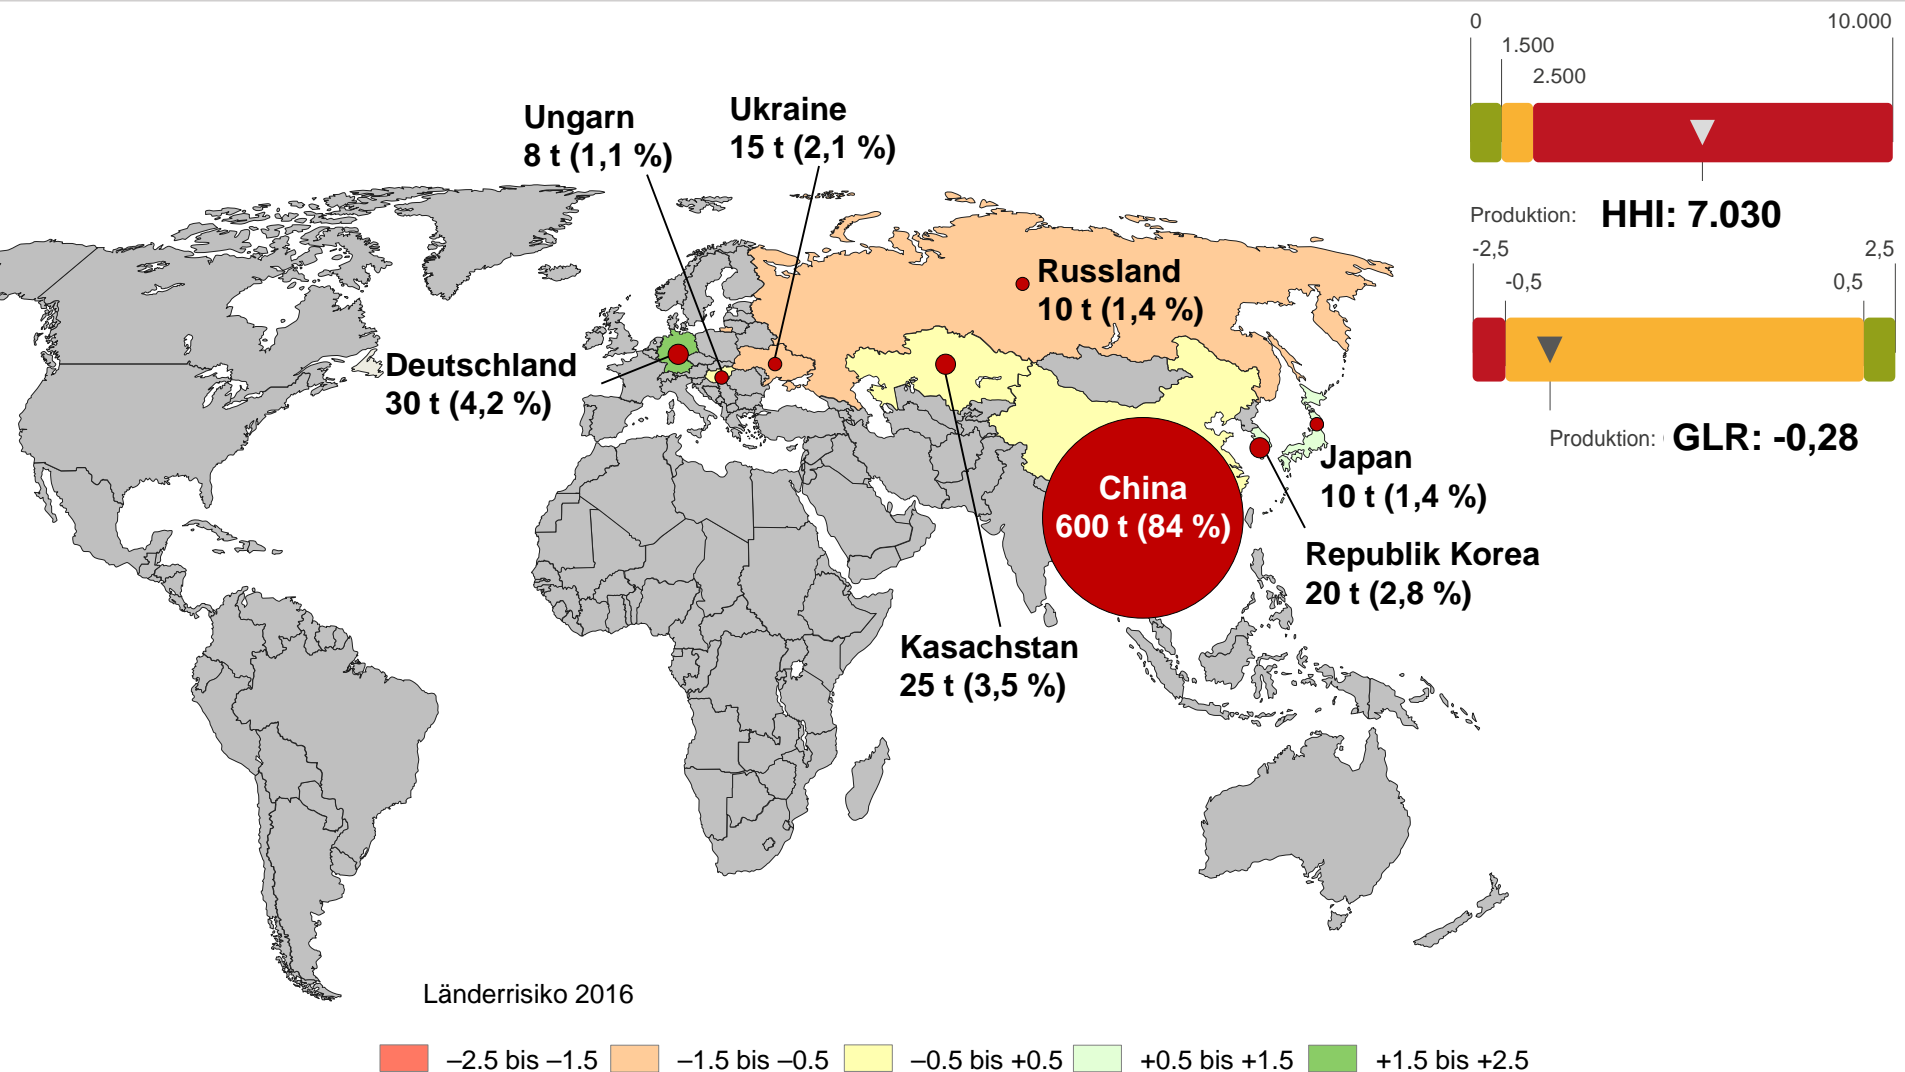 0
10.000
1.500
2.500
Produktion: HHI: 7.030
-2,5
2,5
-0,5
0,5
Produktion: GLR: -0,28
Ungarn
8 t (1,1 %)
Ukraine
15 t (2,1 %)
Russland
10 t (1,4 %)
Deutschland
30 t (4,2 %)
China
600 t (84 %)
Japan
10 t (1,4 %)
Republik Korea
20 t (2,8 %)
Kasachstan
25 t (3,5 %)
Länderrisiko 2016
–2.5 bis –1.5
–1.5 bis –0.5
–0.5 bis +0.5
+0.5 bis +1.5
+1.5 bis +2.5